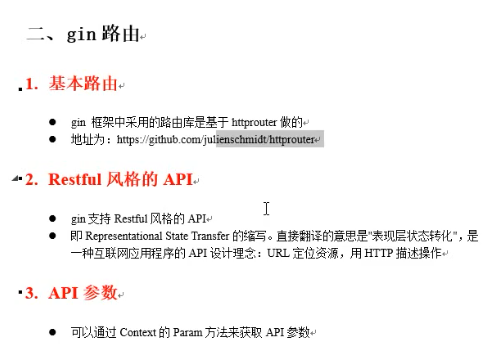 二、gin 路由
1. 基本路由
● gin 框架中采用的路由库是基于 httprouter 做的
● 地址为：https://github.com/julienschmidt/httprouter
2. Restful 风格的 API
● gin支持 Restful 风格的 API
● 即 Representational State Transfer 的缩写。直接翻译的意思是"表现层状态转化"，是
一种互联网应用程序的 API 设计理念：URL 定位资源，用 HTTP 描述操作
3. API 参数
● 可以通过 Context 的 Param 方法来获取 API 参数